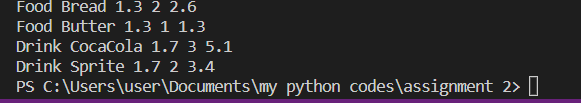 Food Bread 1.3 2 2.6
Food Butter 1.3 1 1.3
Drink CocaCola 1.7 3 5.1
Drink Sprite 1.7 2 3.4
PS C:\Users\user\Documents\my python codes\assignment 2>